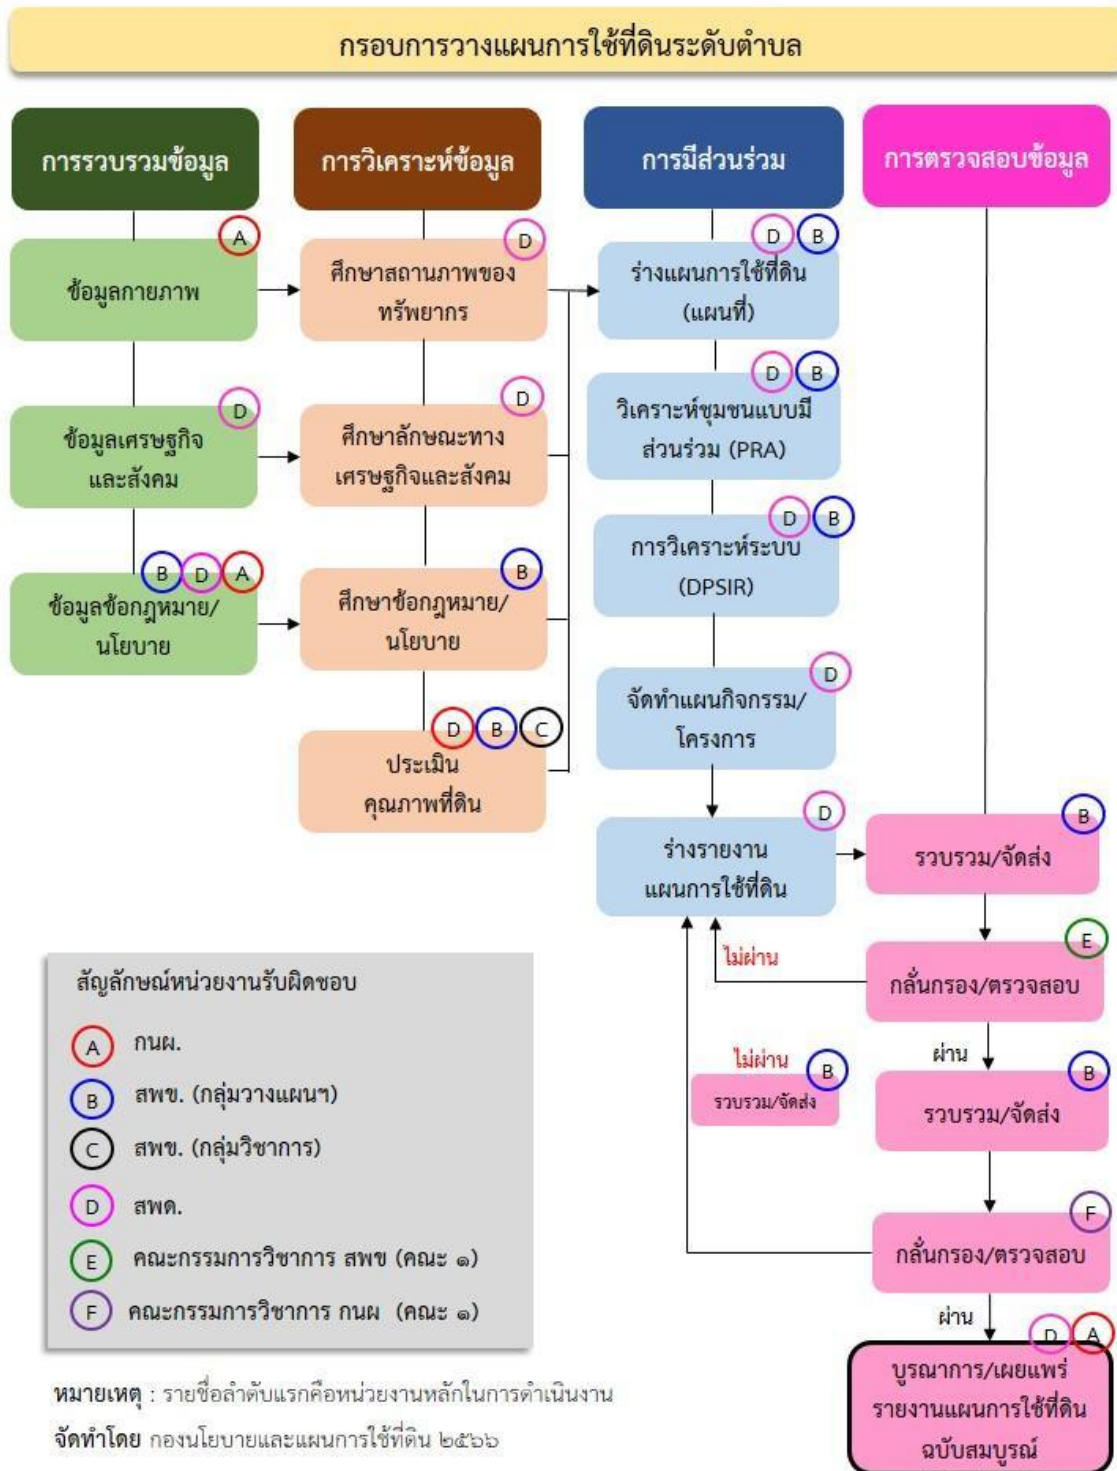 กรอบการวางแผนการใช้ที่ดินระดับตำบล
การรวบรวมข้อมูล
การวิเคราะห์ข้อมูล
การมีส่วนร่วม
การตรวจสอบข้อมูล
A
ข้อมูลกายภาพ
D
ศึกษาสถานภาพของ
ทรัพยากร
D B
ร่างแผนการใช้ที่ดิน
(แผนที่)
D
ข้อมูลเศรษฐกิจ
และสังคม
D
ศึกษาลักษณะทาง
เศรษฐกิจและสังคม
D B
วิเคราะห์ชุมชนแบบมี
ส่วนร่วม (PRA)
D B
การวิเคราะห์ระบบ
(DPSIR)
B D A
ข้อมูลข้อกฎหมาย/
นโยบาย
B
ศึกษาข้อกฎหมาย/
นโยบาย
D
จัดทำแผนกิจกรรม/
โครงการ
D B C
ประเมิน
คุณภาพที่ดิน
D
ร่างรายงาน
แผนการใช้ที่ดิน
B
รวบรวม/จัดส่ง
E
กลั่นกรอง/ตรวจสอบ
ไม่ผ่าน
ผ่าน
ไม่ผ่าน
B
รวบรวม/จัดส่ง
B
รวบรวม/จัดส่ง
F
กลั่นกรอง/ตรวจสอบ
ผ่าน
D A
บูรณาการ/เผยแพร่
รายงานแผนการใช้ที่ดิน
ฉบับสมบูรณ์
สัญลักษณ์หน่วยงานรับผิดชอบ
A กนผ.
B สพข. (กลุ่มวางแผนฯ)
C สพข. (กลุ่มวิชาการ)
D สพด.
E คณะกรรมการวิชาการ สพข (คณะ ๑)
F คณะกรรมการวิชาการ กนผ (คณะ ๑)
หมายเหตุ : รายชื่อลำดับแรกคือหน่วยงานหลักในการดำเนินงาน
จัดทำโดย กองนโยบายและแผนการใช้ที่ดิน ๒๕๖๖